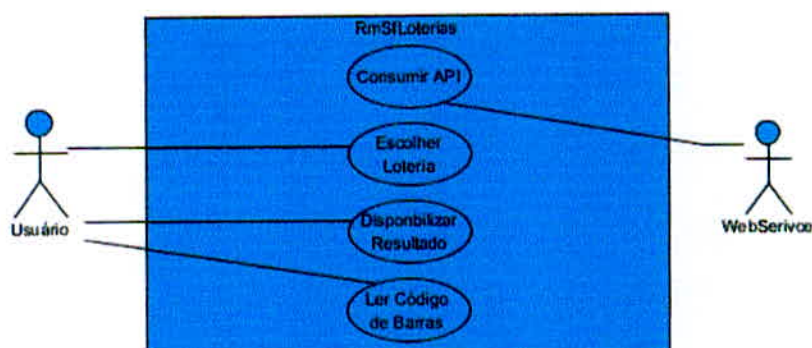 RmSfLoterias
Consumir API
Escolher
Loteria
Usuário
Disponbilizar
Resultado
WebSerivce
Ler Código
de Barras